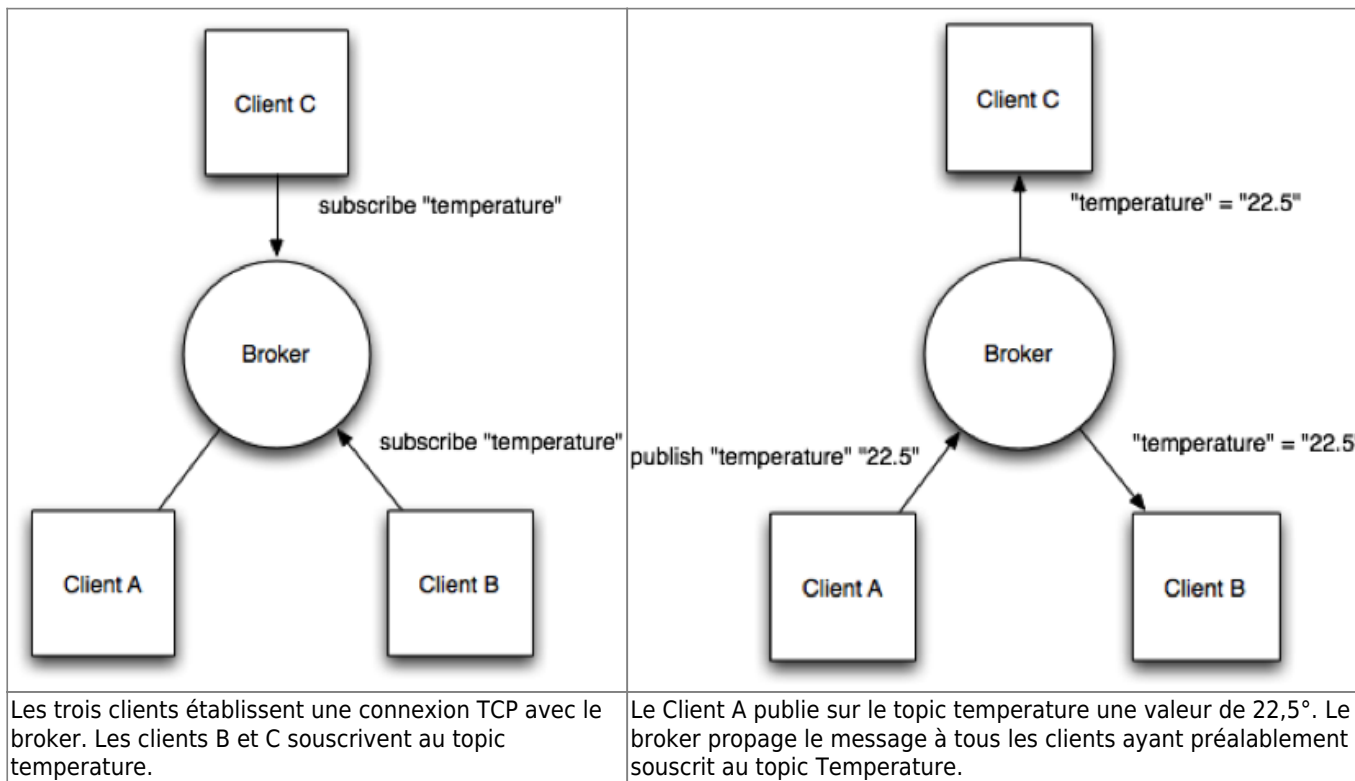 Client C
subscribe "temperature"
Broker
subscribe "temperature"
Client A
Client B
Les trois clients établissent une connexion TCP avec le
broker. Les clients B et C souscrivent au topic
temperature.
Client C
"temperature" = "22.5"
Broker
publish "temperature" "22.5"
"temperature" = "22.5
Client A
Client B
Le Client A publie sur le topic temperature une valeur de 22,5°. Le
broker propage le message à tous les clients ayant préalablement
souscrit au topic Temperature.